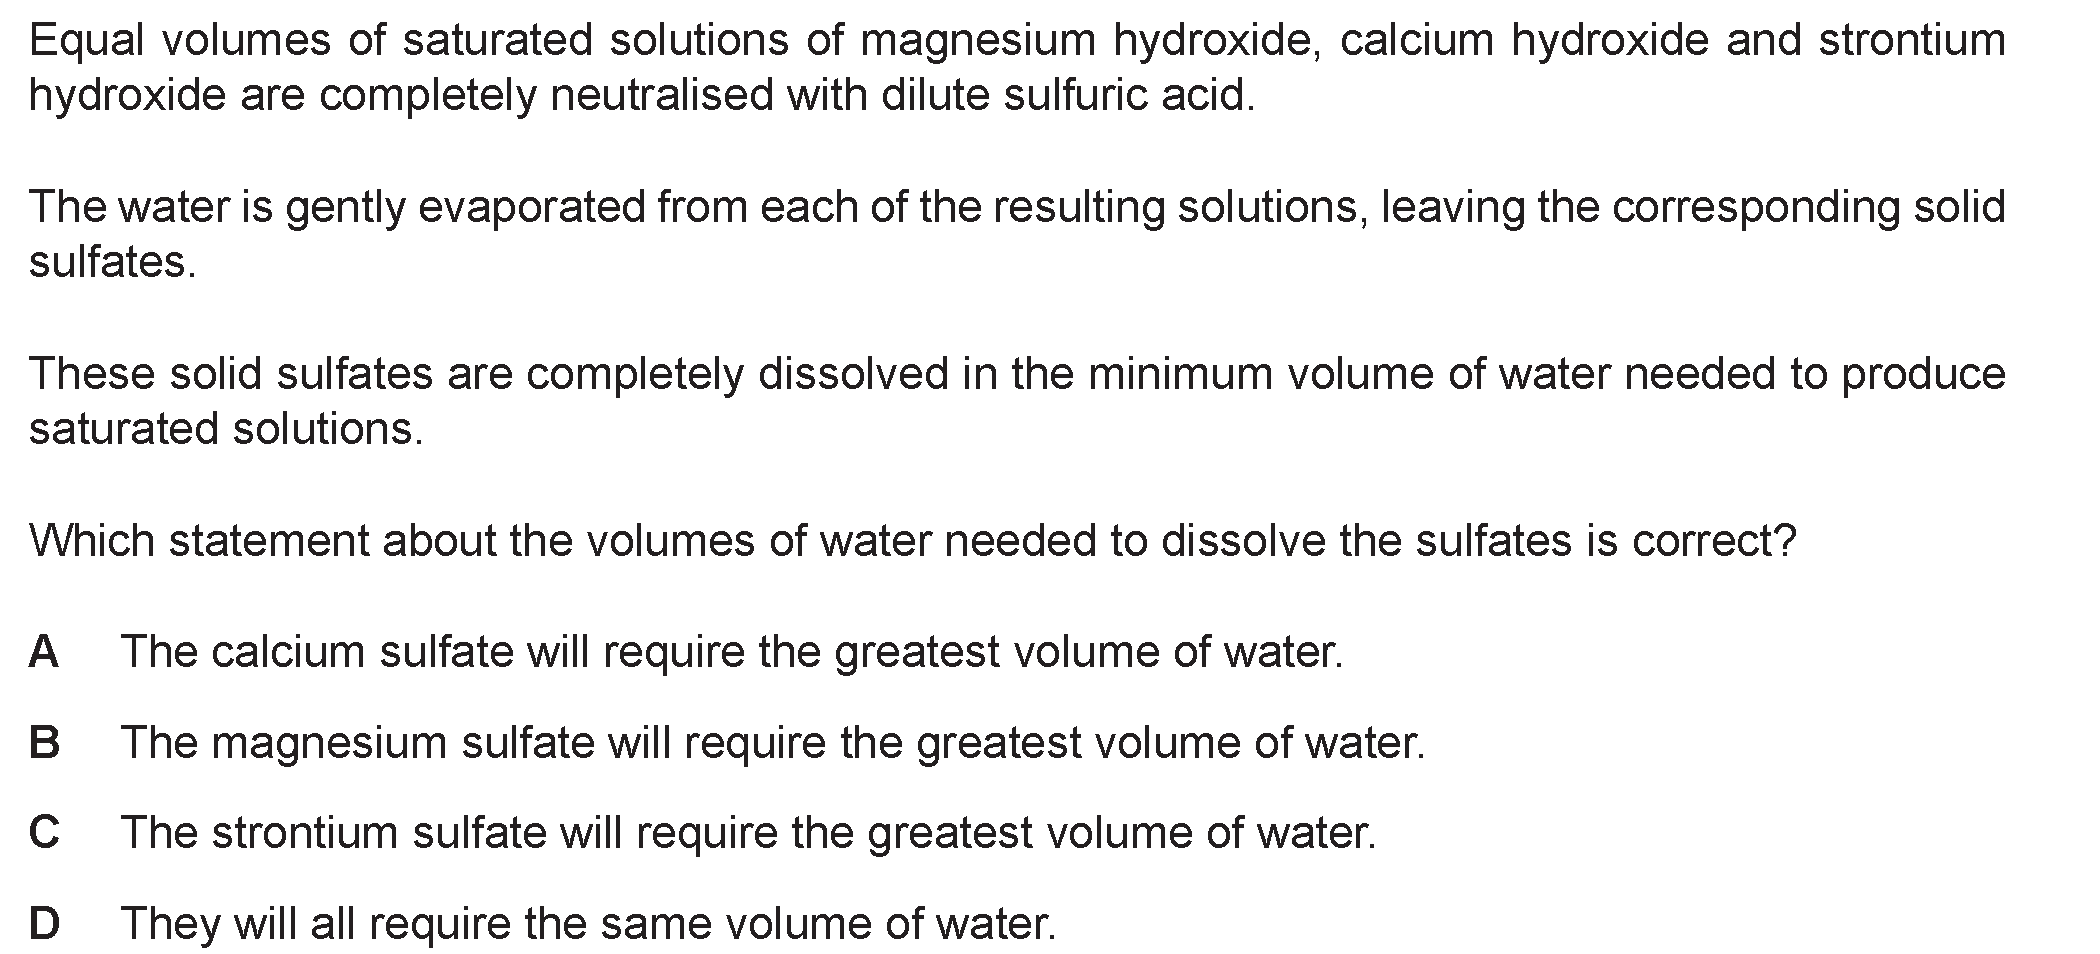 Equal volumes of saturated solutions of magnesium hydroxide, calcium hydroxide and strontium
hydroxide are completely neutralised with dilute sulfuric acid.
The water is gently evaporated from each of the resulting solutions, leaving the corresponding solid
sulfates.
These solid sulfates are completely dissolved in the minimum volume of water needed to produce
saturated solutions.
Which statement about the volumes of water needed to dissolve the sulfates is correct?
A The calcium sulfate will require the greatest volume of water.
B The magnesium sulfate will require the greatest volume of water.
C The strontium sulfate will require the greatest volume of water.
D They will all require the same volume of water.